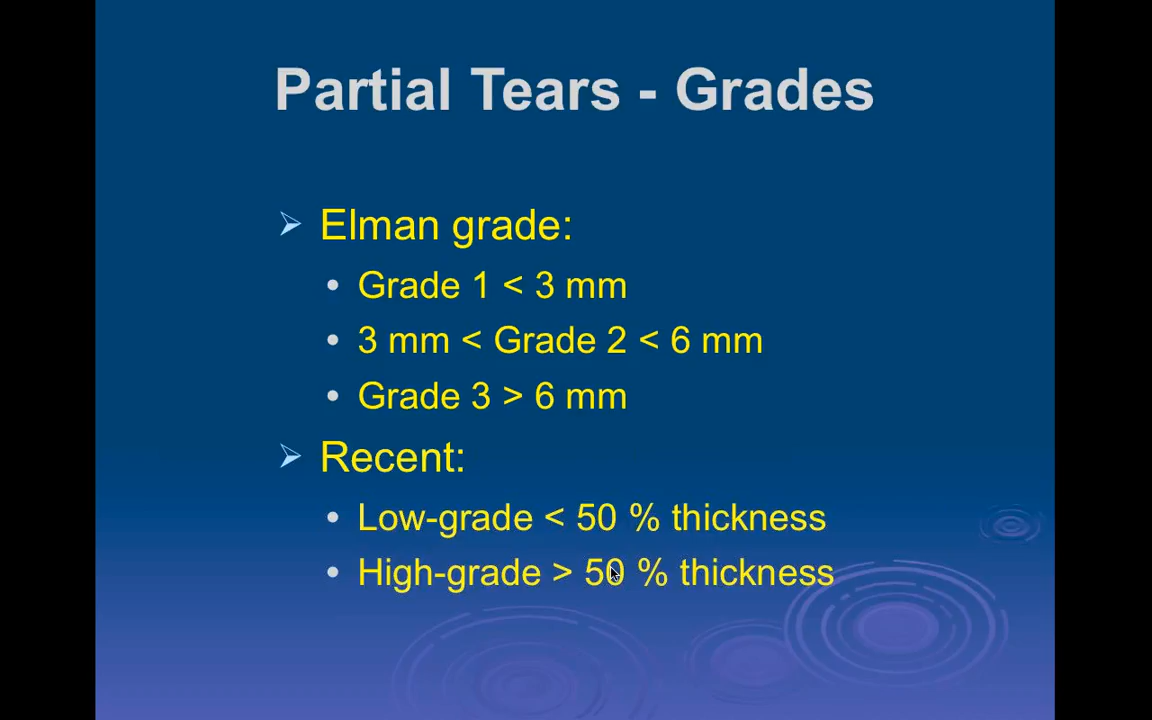 Partial Tears - Grades
Elman grade:
Grade 1 < 3 mm
3 mm < Grade 2 < 6 mm
Grade 3 > 6 mm
Recent:
Low-grade < 50 % thickness
High-grade > 50 % thickness